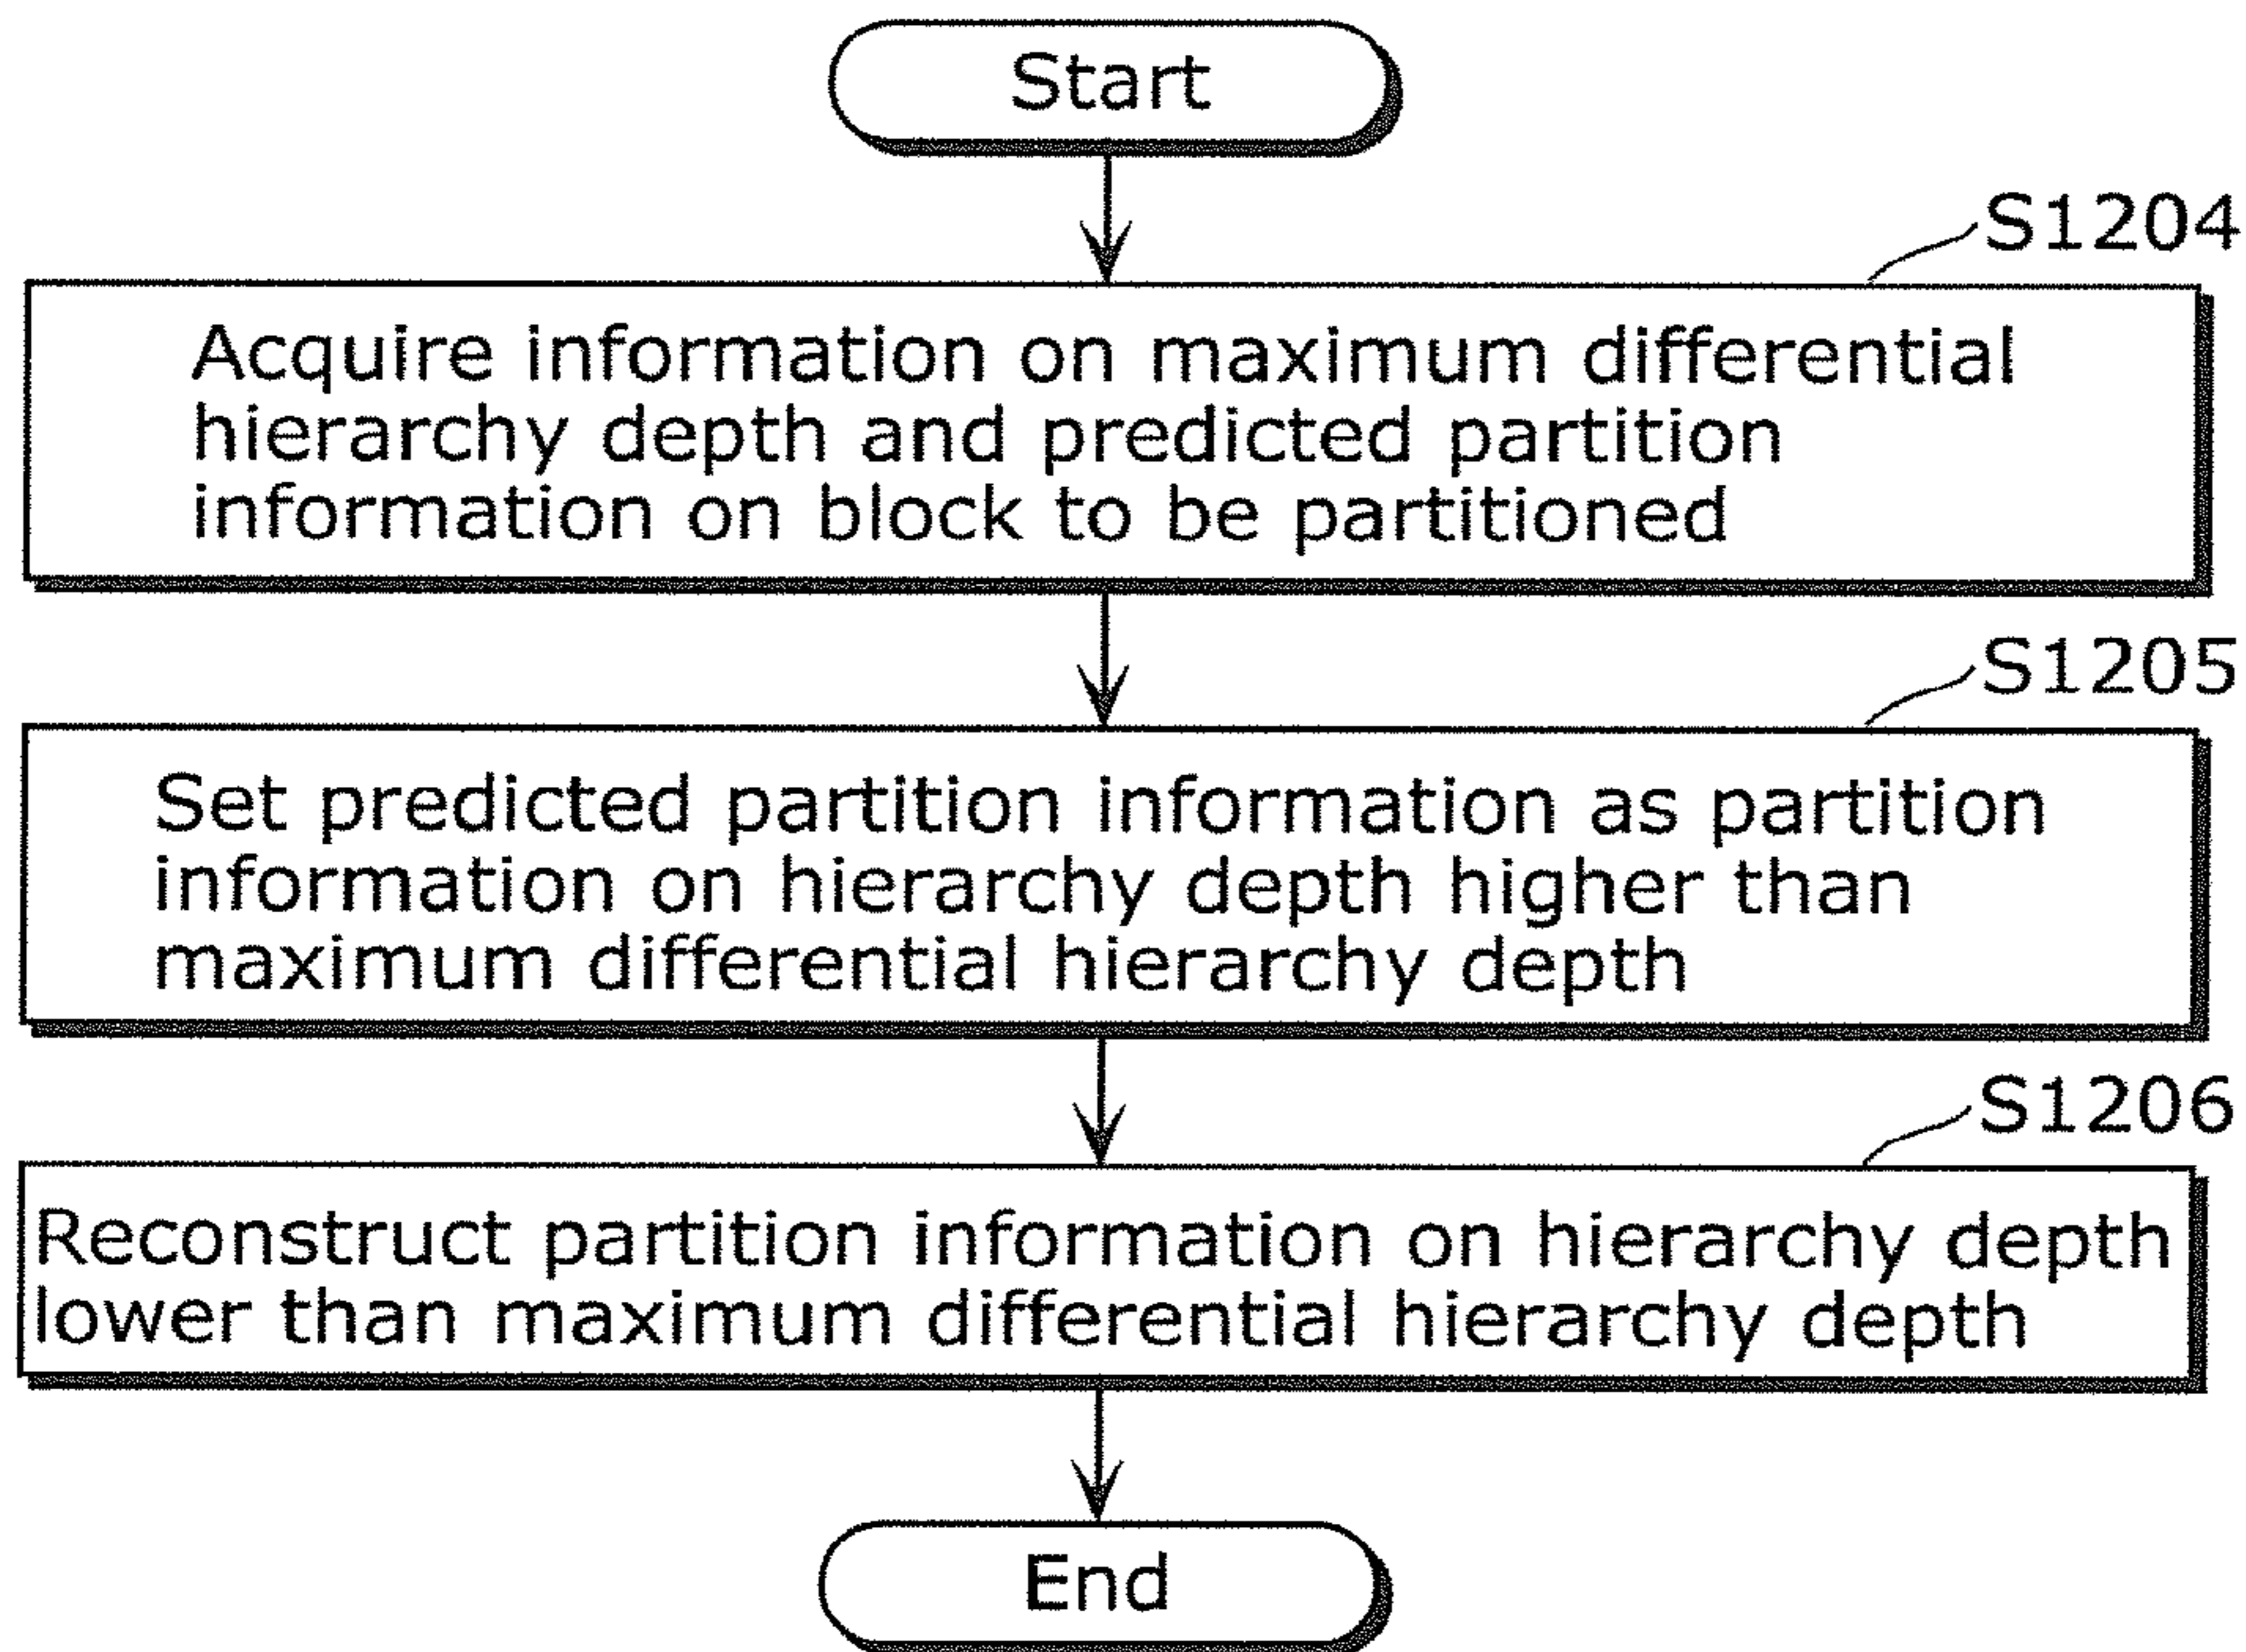 Start
S1204
Acquire information on maximum differential
hierarchy depth and predicted partition
information on block to be partitioned
S1205
Set predicted partition information as partition
information on hierarchy depth higher than
maximum differential hierarchy depth
S1206
Reconstruct partition information on hierarchy depth
lower than maximum differential hierarchy depth
End